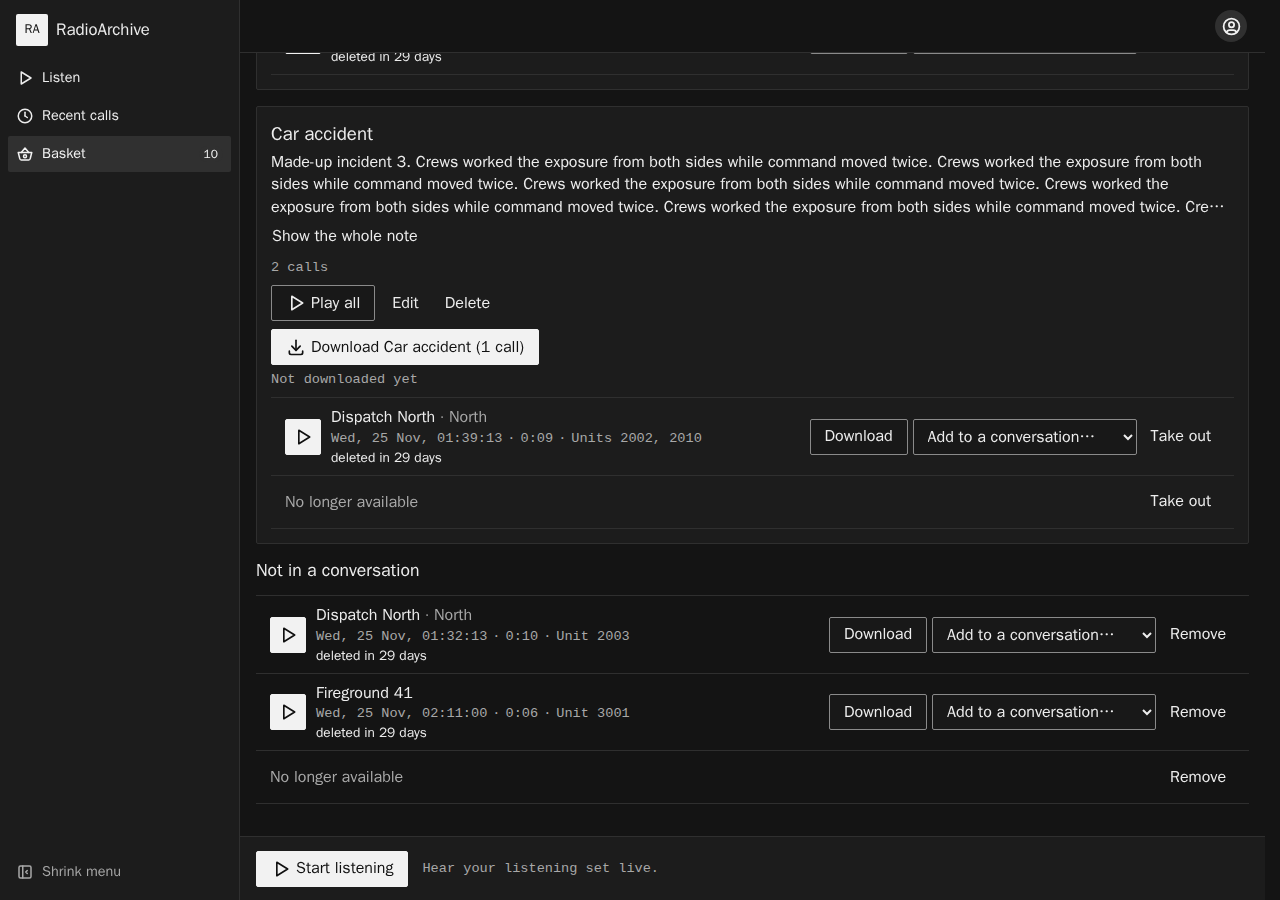 RA RadioArchive
Listen
Recent calls
Basket 10
deleted in 29 days
Car accident
Made-up incident 3. Crews worked the exposure from both sides while command moved twice. Crews worked the exposure from both
sides while command moved twice. Crews worked the exposure from both sides while command moved twice. Crews worked the
exposure from both sides while command moved twice. Crews worked the exposure from both sides while command moved twice. Cre…
Show the whole note
2 calls
Play all Edit Delete
Download Car accident (1 call)
Not downloaded yet
Dispatch North · North
Wed, 25 Nov, 01:39:13 · 0:09 · Units 2002, 2010
deleted in 29 days
Download Add to a conversation… Take out
No longer available Take out
Not in a conversation
Dispatch North · North
Wed, 25 Nov, 01:32:13 · 0:10 · Unit 2003
deleted in 29 days
Download Add to a conversation… Remove
Fireground 41
Wed, 25 Nov, 02:11:00 · 0:06 · Unit 3001
deleted in 29 days
Download Add to a conversation… Remove
No longer available Remove
Shrink menu
Start listening Hear your listening set live.